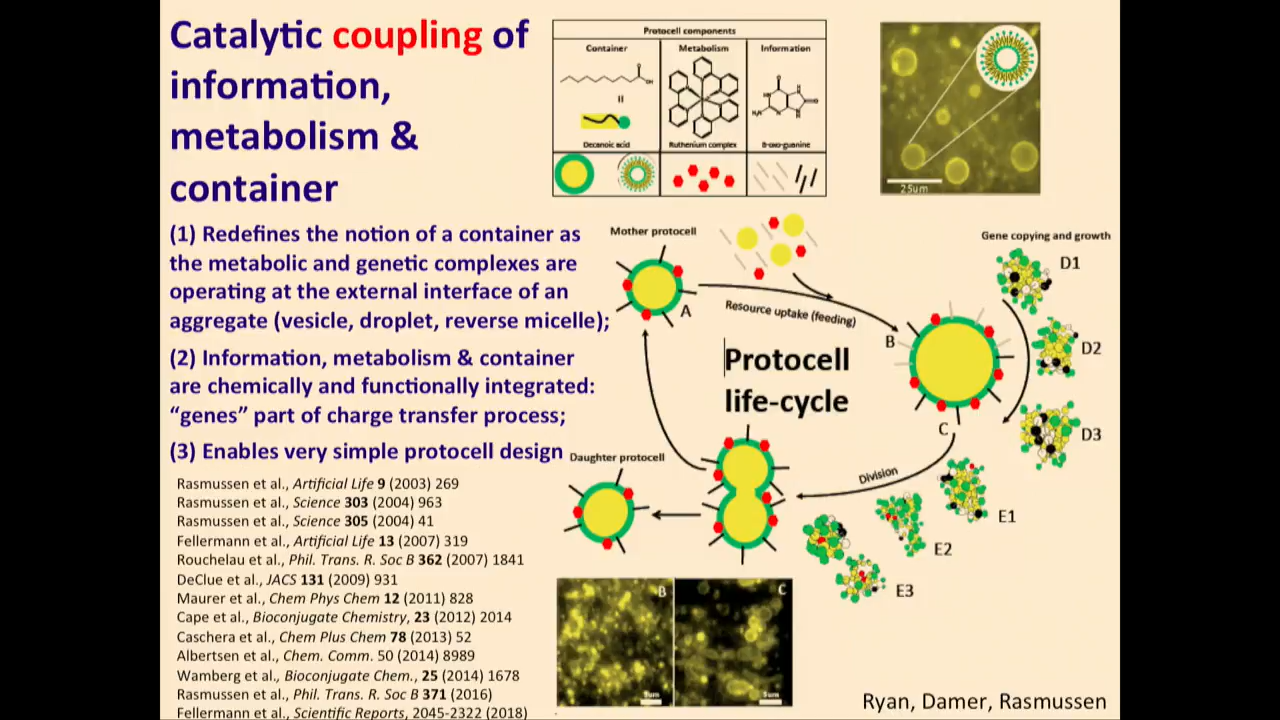 Catalytic coupling of
information,
metabolism &
container
(1) Redefines the notion of a container as
the metabolic and genetic complexes are
operating at the external interface of an
aggregate (vesicle, droplet, reverse micelle);
(2) Information, metabolism & container
are chemically and functionally integrated:
“genes” part of charge transfer process;
(3) Enables very simple protocell design
Rasmussen et al., Artificial Life 9 (2003) 269
Rasmussen et al., Science 303 (2004) 963
Rasmussen et al., Science 305 (2004) 41
Fellermann et al., Artificial Life 13 (2007) 319
Rouchelau et al., Phil. Trans. R. Soc B 362 (2007) 1841
DeClue et al., JACS 131 (2009) 931
Maurer et al., Chem Phys Chem 12 (2011) 828
Cape et al., Bioconjugate Chemistry, 23 (2012) 2014
Caschera et al., Chem Plus Chem 78 (2013) 52
Albertsen et al., Chem. Comm. 50 (2014) 8989
Wamberg et al., Bioconjugate Chem., 25 (2014) 1678
Rasmussen et al., Phil. Trans. R. Soc B 371 (2016)
Fellermann et al., Scientific Reports, 2045-2322 (2018)
Protocell components
Container Metabolism Information
Decanoic acid Ruthenium complex 8-oxo-guanine
25um
Mother protocell
A
Resource uptake (feeding)
B
Gene copying and growth
D1
D2
D3
Protocell
life-cycle
C
Division
E1
E2
E3
Daughter protocell
B
5um
C
5um
Ryan, Damer, Rasmussen